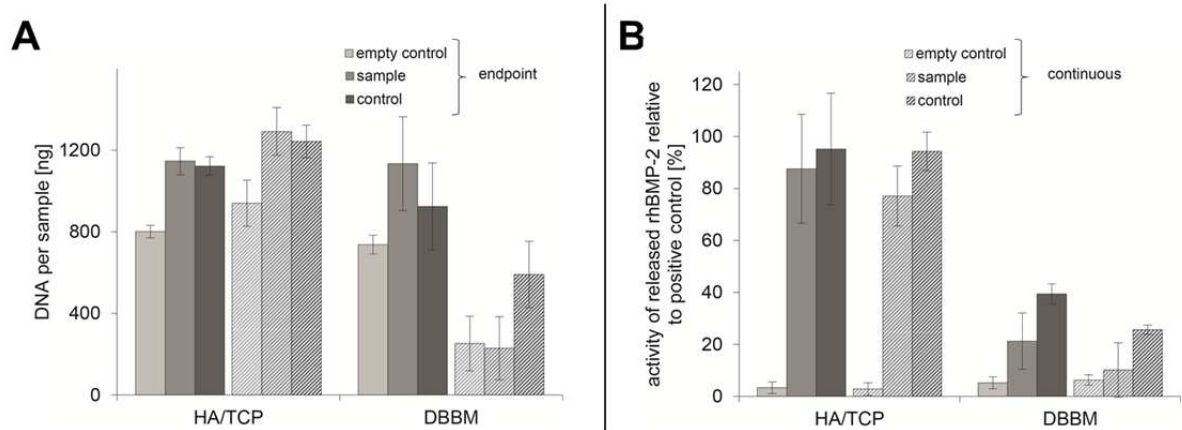 A
empty control
sample
control
endpoint
DNA per sample [ng]
1200
800
400
0
HA/TCP
DBBM
B
empty control
sample
control
continuous
activity of released rhBMP-2 relative
to positive control [%]
120
100
80
60
40
20
0
HA/TCP
DBBM